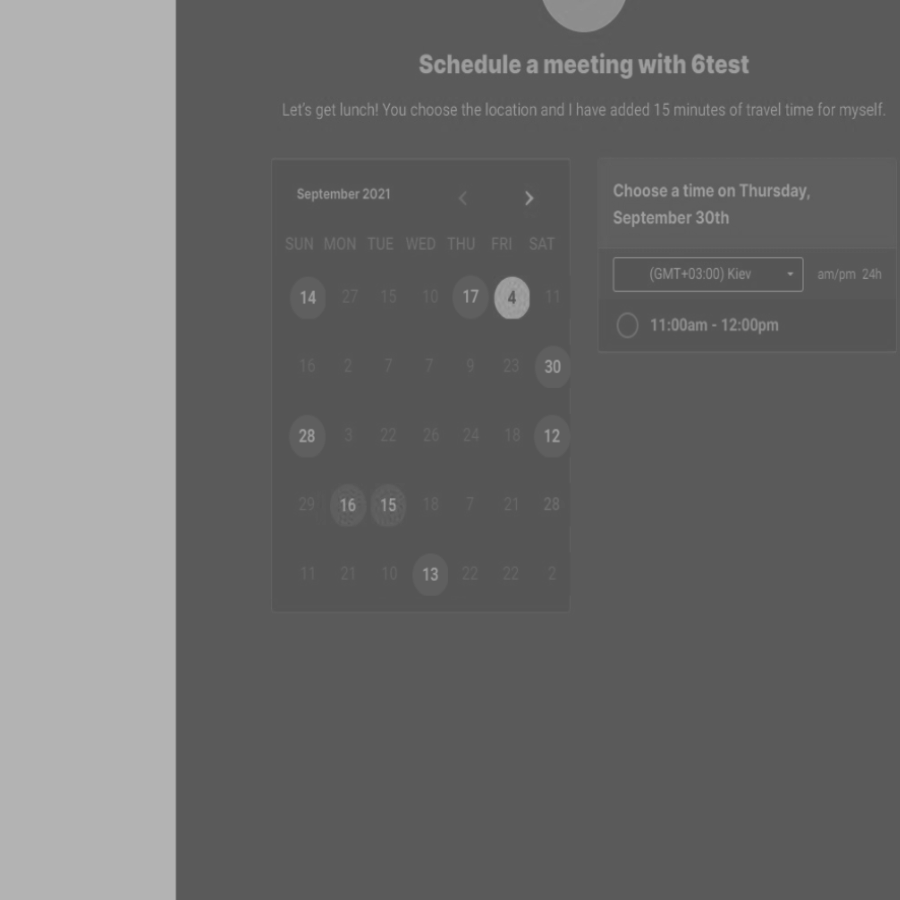 Schedule a meeting with 6test
Let's get lunch! You choose the location and I have added 15 minutes of travel time for myself.
September 2021
SUN MON TUE WED THU FRI SAT
14 27 15 10 17 4 11
16 2 7 7 9 23 30
28 3 22 26 24 18 12
29 16 15 18 7 21 28
11 21 10 13 22 22 2
Choose a time on Thursday,
September 30th
(GMT+03:00) Kiev am/pm 24h
11:00am - 12:00pm